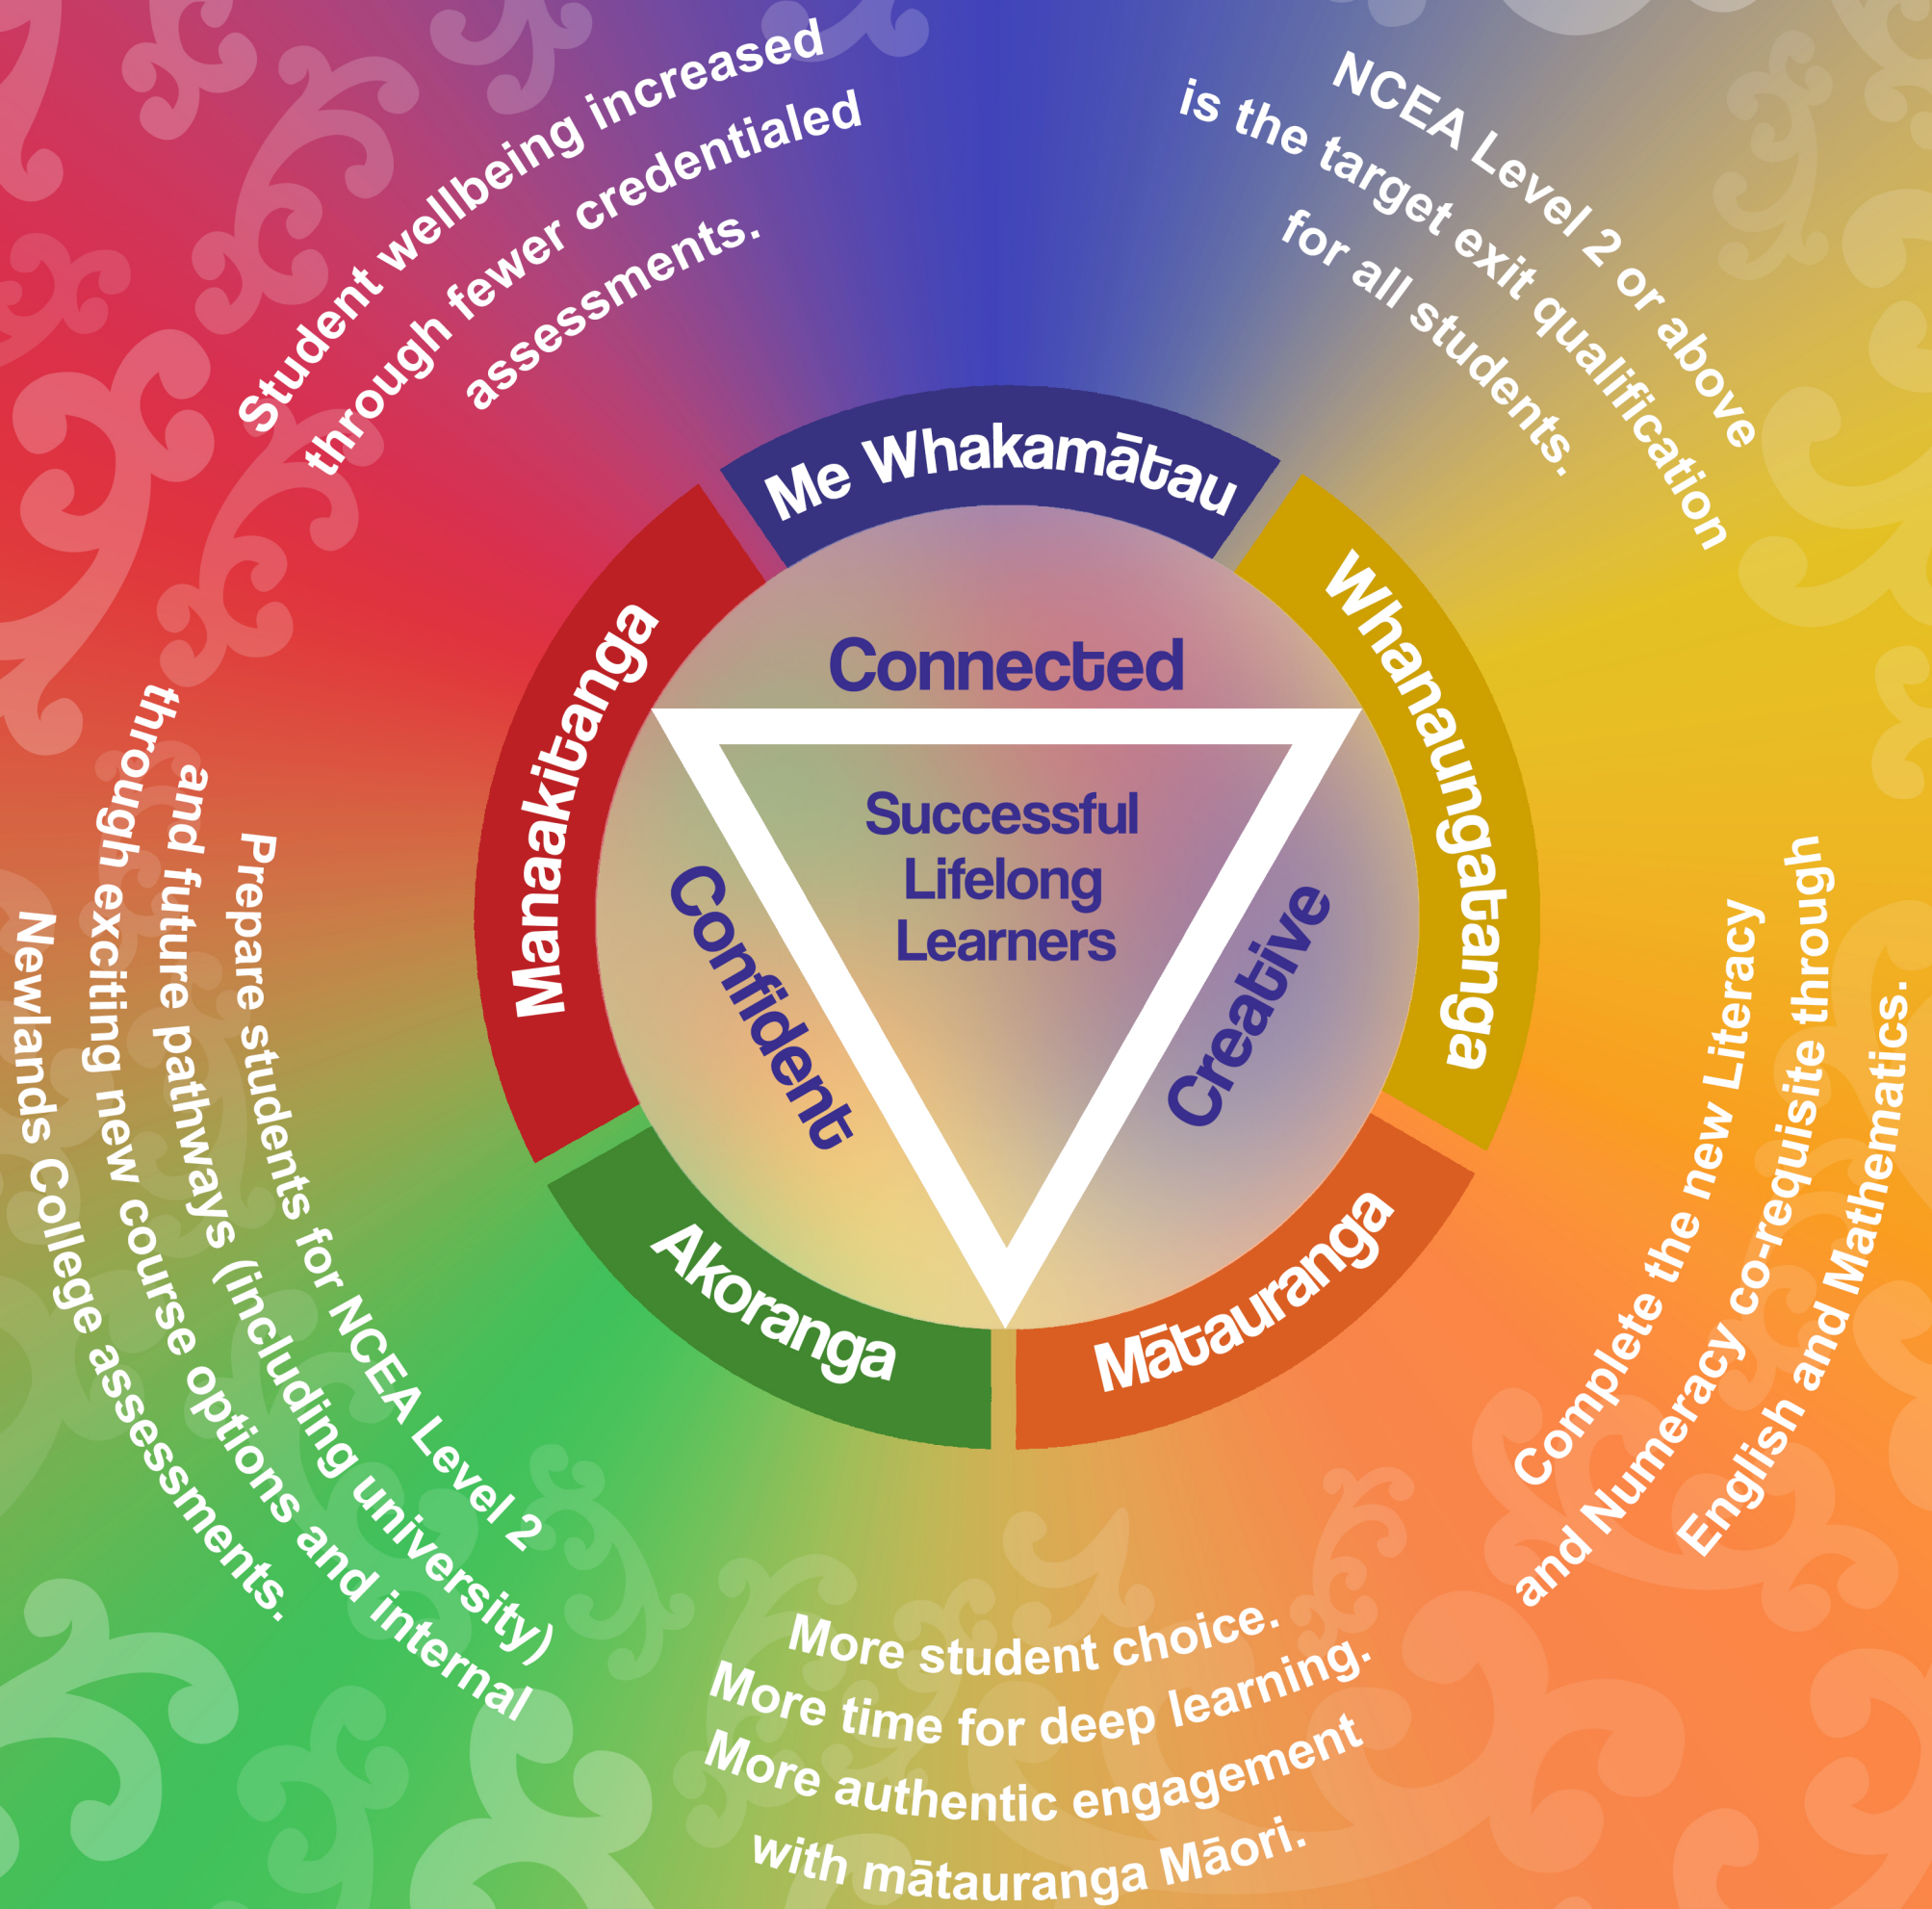 Student wellbeing increased
through fewer credentialed
assessments.
NCEA Level 2 or above
is the target exit qualification
for all students.
Me Whakamātau
Whanaungatanga
Mātauranga
Akoranga
Manaakitanga
Connected
Creative
Confident
Successful
Lifelong
Learners
Complete the new Literacy
and Numeracy co-requisite through
English and Mathematics.
More student choice.
More time for deep learning.
More authentic engagement
with mātauranga Māori.
Prepare students for NCEA Level 2
and future pathways (including university)
through exciting new course options and internal
Newlands College assessments.